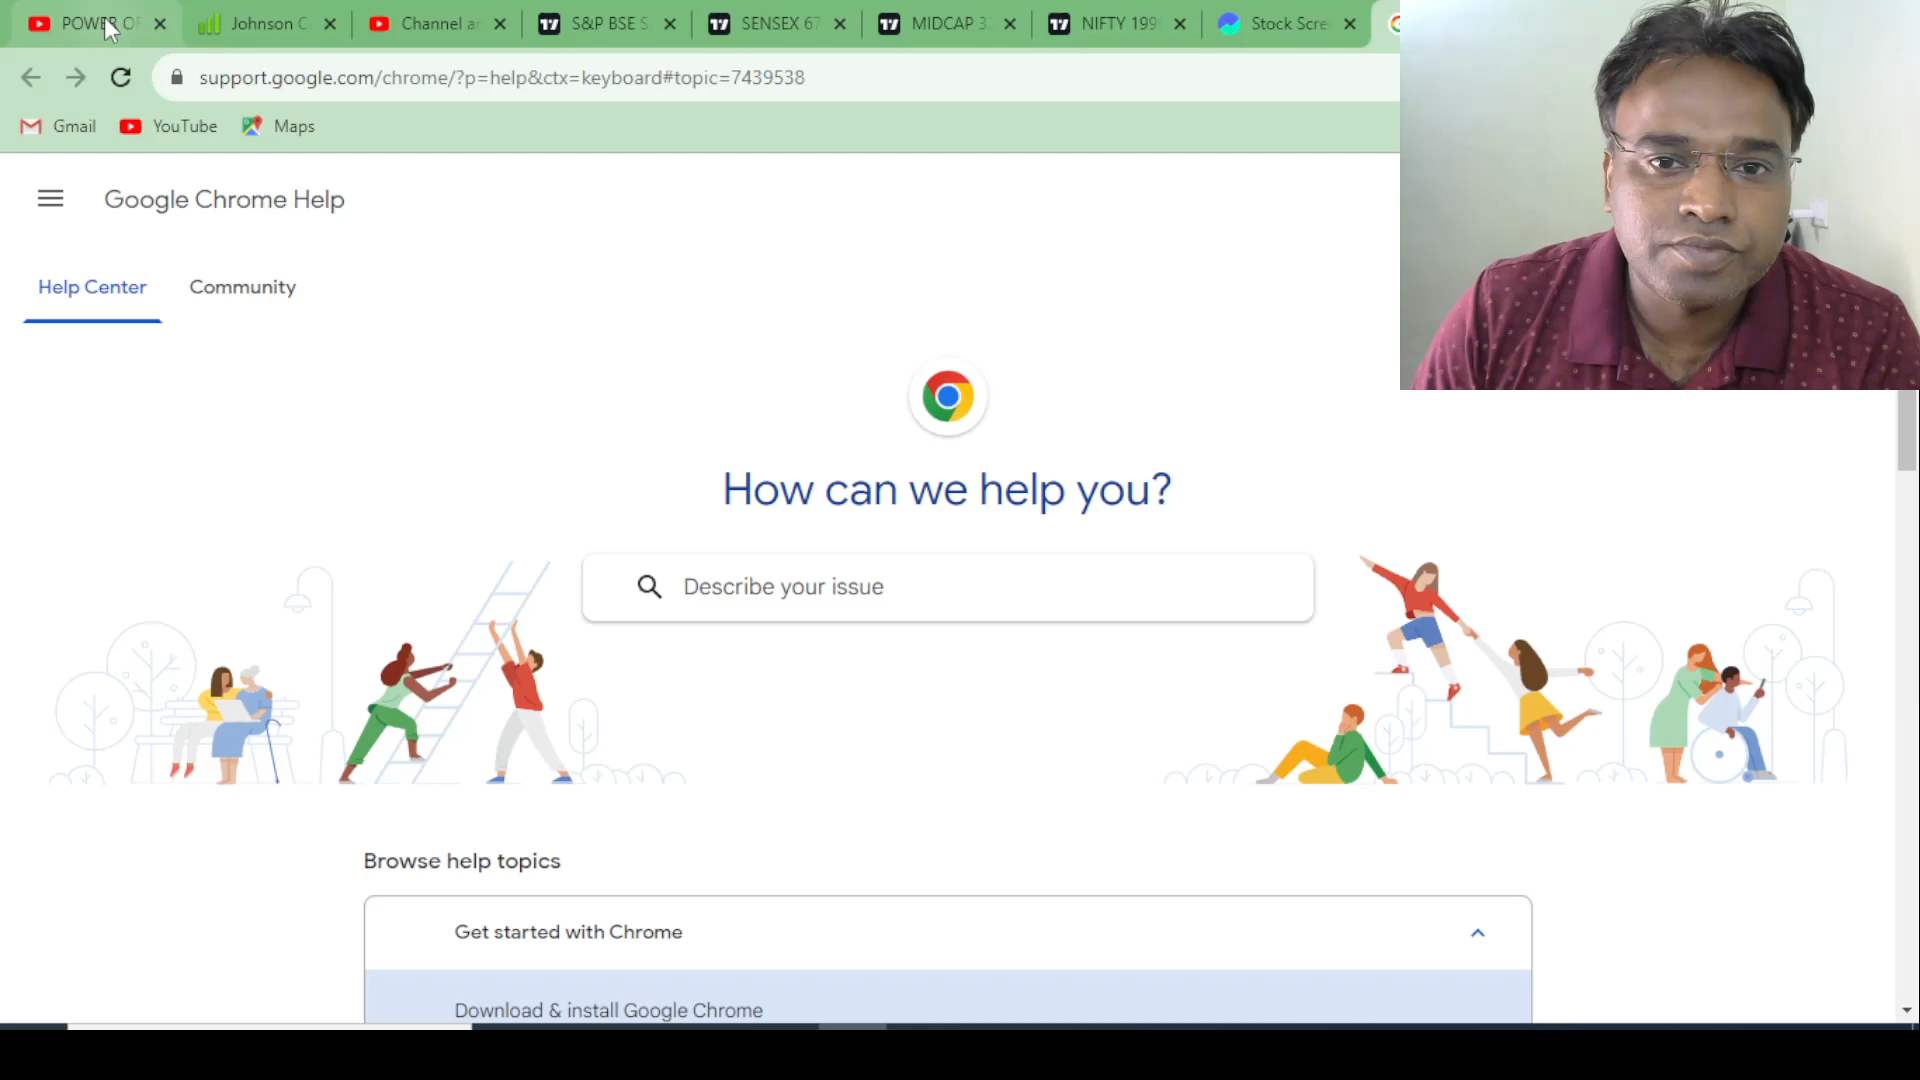 POWER OF
Johnson C
Channel a
S&P BSE S
SENSEX 67
MIDCAP 3
NIFTY 199
Stock Scre
support.google.com/chrome/?p=help&ctx=keyboard#topic=7439538
Gmail
YouTube
Maps
Google Chrome Help
Help Center
Community
How can we help you?
Describe your issue
Browse help topics
Get started with Chrome
Download & install Google Chrome